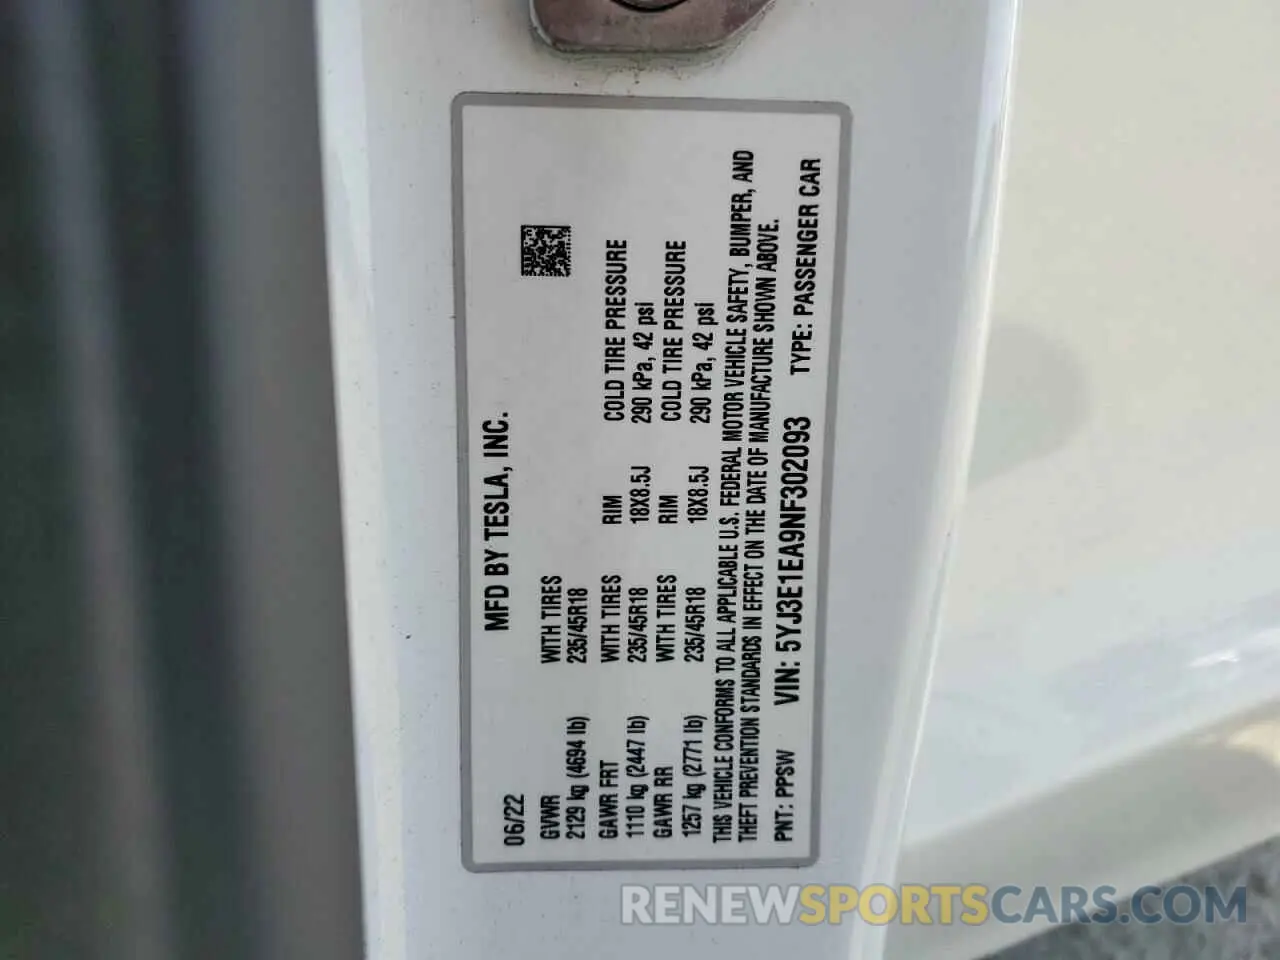 MFD BY TESLA, INC.
06/22
GVWR WITH TIRES
2129 kg (4694 lb) 235/45R18
GAWR FRT WITH TIRES RIM COLD TIRE PRESSURE
1110 kg (2447 lb) 235/45R18 18X8.5J 290 kPa, 42 psi
GAWR RR WITH TIRES RIM COLD TIRE PRESSURE
1257 kg (2771 lb) 235/45R18 18X8.5J 290 kPa, 42 psi
THIS VEHICLE CONFORMS TO ALL APPLICABLE U.S. FEDERAL MOTOR VEHICLE SAFETY, BUMPER, AND
THEFT PREVENTION STANDARDS IN EFFECT ON THE DATE OF MANUFACTURE SHOWN ABOVE.
PNT: PPSW VIN: 5YJ3E1EA9NF302093 TYPE: PASSENGER CAR
RENEWSPORTSCARS.COM